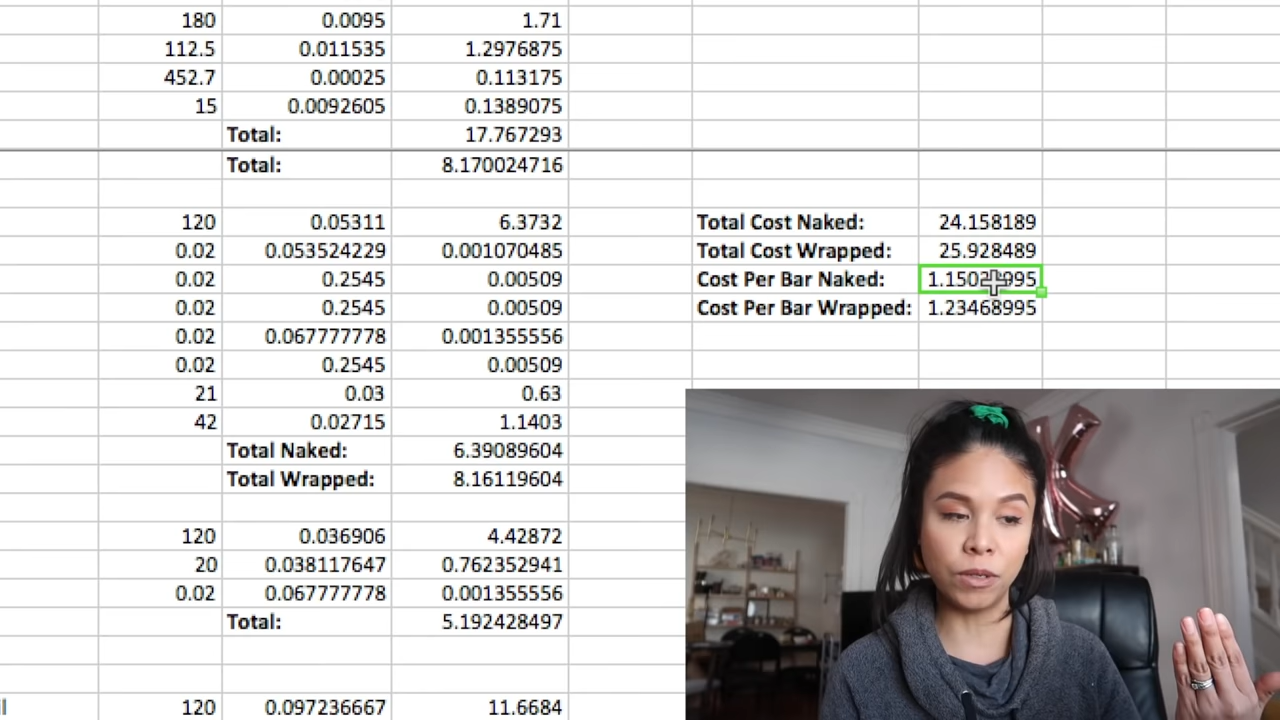 180 0.0095 1.71
112.5 0.011535 1.2976875
452.7 0.00025 0.113175
15 0.0092605 0.1389075
Total: 17.767293
Total: 8.170024716
120 0.05311 6.3732 Total Cost Naked: 24.158189
0.02 0.053524229 0.001070485 Total Cost Wrapped: 25.928489
0.02 0.2545 0.00509 Cost Per Bar Naked:
0.02 0.2545 0.00509 Cost Per Bar Wrapped: 1.23468995
0.02 0.067777778 0.001355556
0.02 0.2545 0.00509
21 0.03 0.63
42 0.02715 1.1403
Total Naked: 6.39089604
Total Wrapped: 8.16119604
120 0.036906 4.42872
20 0.038117647 0.762352941
0.02 0.067777778 0.001355556
Total: 5.192428497
120 0.097236667 11.6684